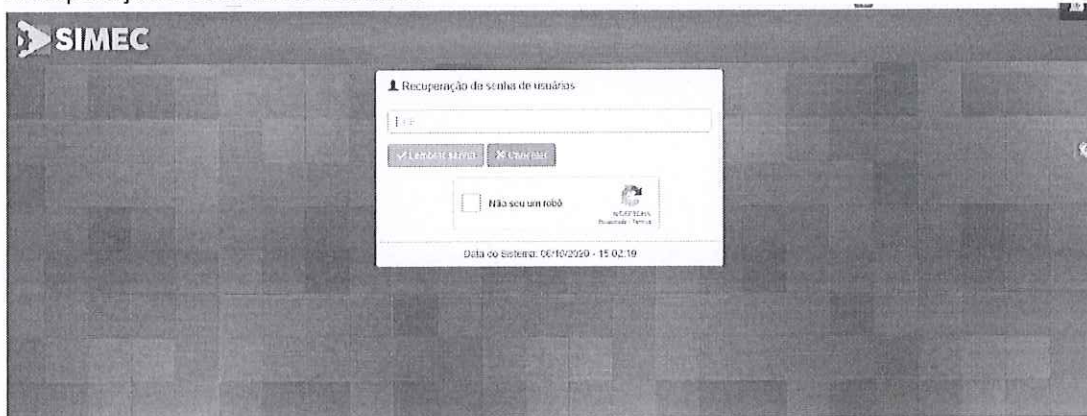 SIMEC
Recuperação de senha de usuários
Lembrar senha
Cancelar
Não sou um robô
Data do Sistema: 06/10/2020 - 15:02:19